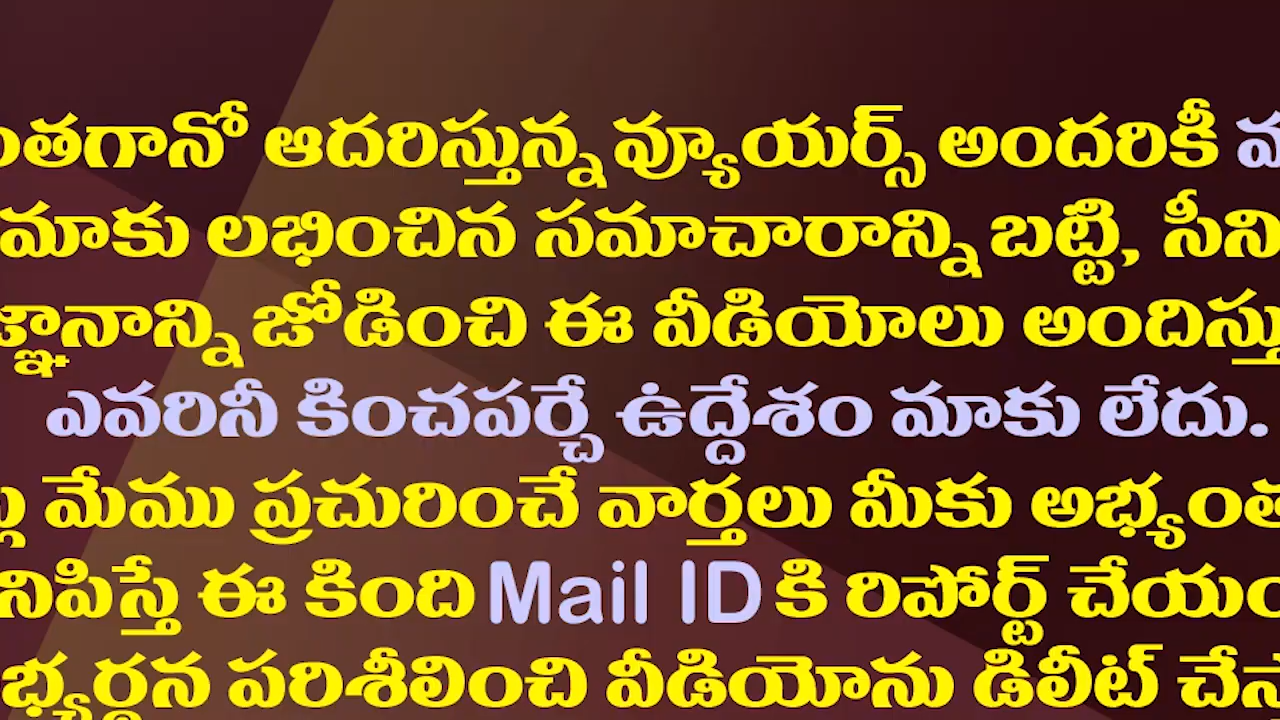 ంతగానో ఆదరిస్తున్న వ్యూయర్స్ అందరికీ
మాకు లభించిన సమాచారాన్ని బట్టి, సీని
జ్ఞానాన్ని జోడించి ఈ వీడియోలు అందిస్తు
ఎవరినీ కించపర్చే ఉద్దేశం మాకు లేదు.
మేము ప్రచురించే వార్తలు మీకు అభ్యంత
నిపిస్తే ఈ కింది Mail ID కి రిపోర్ట్ చేయం
భ్యర్థన పరిశీలించి వీడియోను డిలీట్ చేస